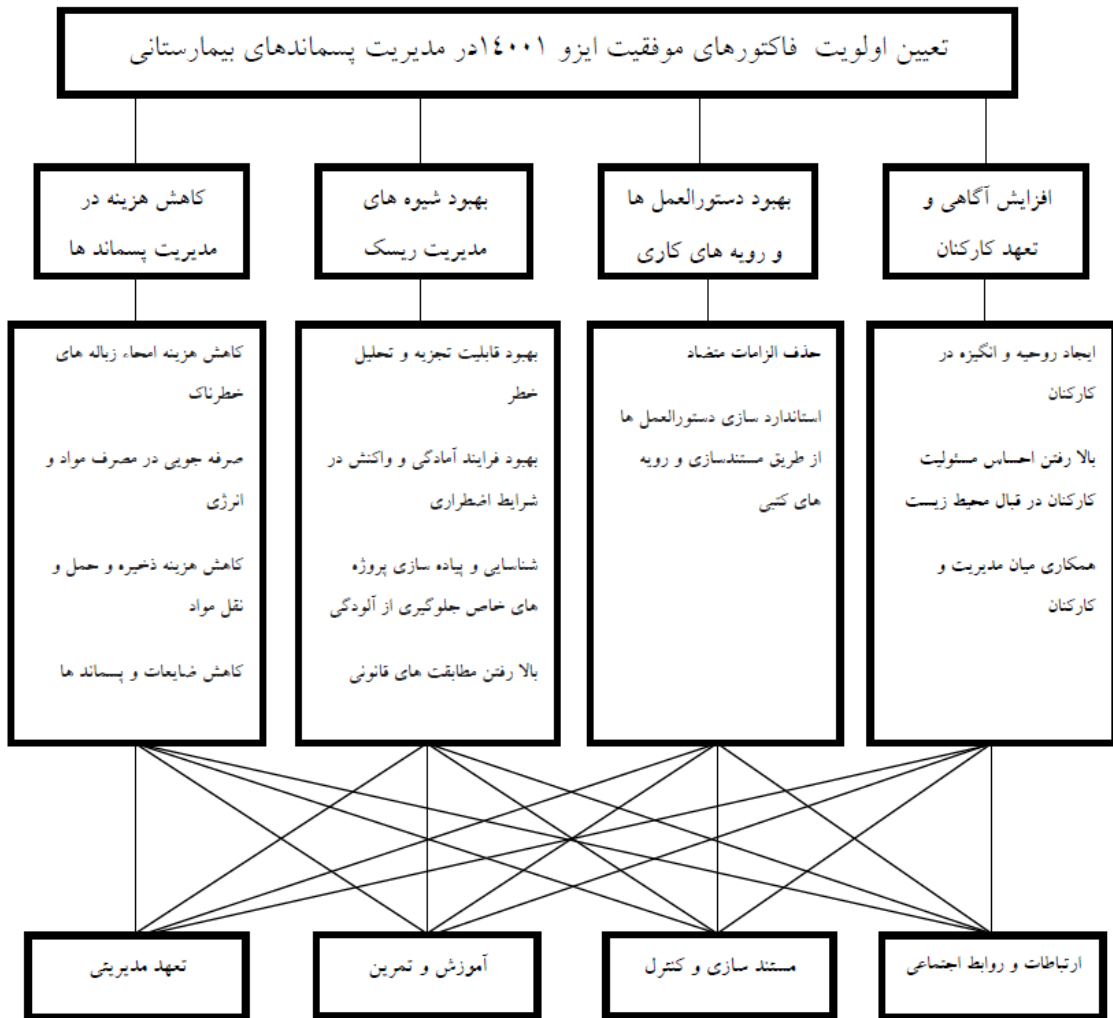 تعیین اولویت فاکتورهای موفقیت ایزو ۱٤۰۰۱در مدیریت پسماندهای بیمارستانی
افزایش آگاهی و
تعهد کارکنان
بهبود دستورالعمل ها
و رویه های کاری
بهبود شیوه های
مدیریت ریسک
کاهش هزینه در
مدیریت پسماند ها
ایجاد روحیه و انگیزه در
کارکنان
بالا رفتن احساس مسئولیت
کارکنان در قبال محیط زیست
همکاری میان مدیریت و
کارکنان
حذف الزامات متضاد
استاندارد سازی دستورالعمل ها
از طریق مستندسازی و رویه
های کتبی
بهبود قابلیت تجزیه و تحلیل
خطر
بهبود فرایند آمادگی و واکنش در
شرایط اضطراری
شناسایی و پیاده سازی پروژه
های خاص جلوگیری از آلودگی
بالا رفتن مطابقت های قانونی
کاهش هزینه امحاء زباله های
خطرناک
صرفه جویی در مصرف مواد و
انرژی
کاهش هزینه ذخیره و حمل و
نقل مواد
کاهش ضایعات و پسماند ها
ارتباطات و روابط اجتماعی
مستند سازی و کنترل
آموزش و تمرین
تعهد مدیریتی